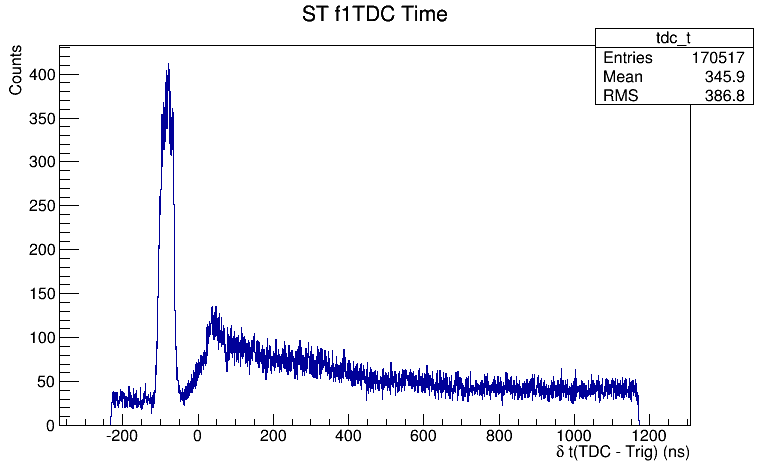 ST f1TDC Time
tdc_t
Entries 170517
Mean 345.9
RMS 386.8
Counts
400
350
300
250
200
150
100
50
0
-200 0 200 400 600 800 1000 1200
δ t(TDC - Trig) (ns)